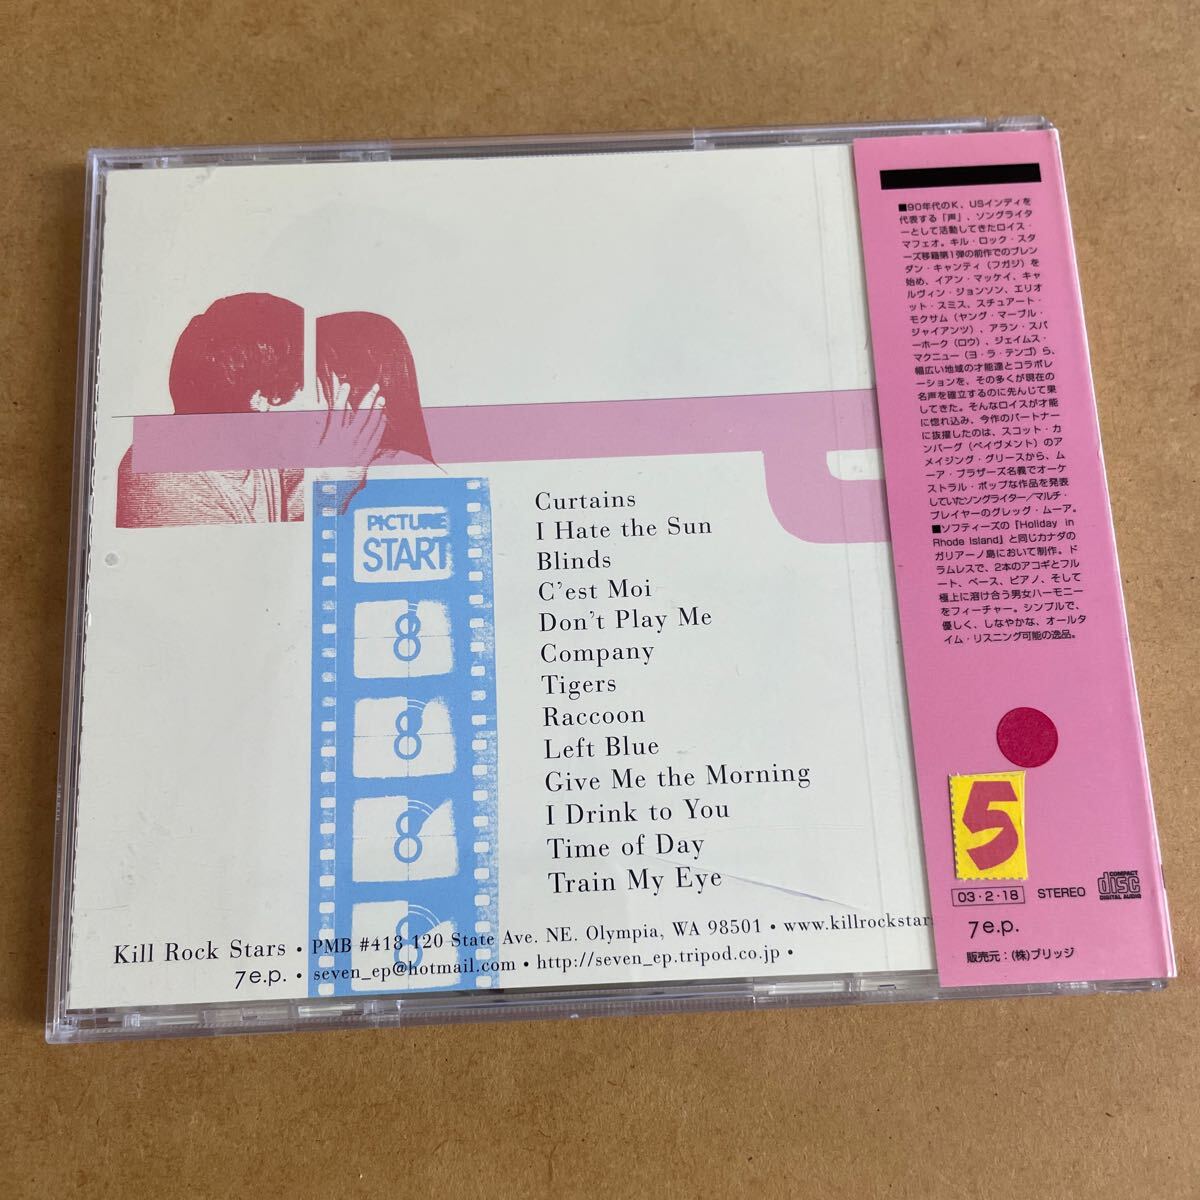 PICTURE
START
8
8
8
8
Curtains
I Hate the Sun
Blinds
C'est Moi
Don't Play Me
Company
Tigers
Raccoon
Left Blue
Give Me the Morning
I Drink to You
Time of Day
Train My Eye
Kill Rock Stars • PMB #418 120 State Ave. NE. Olympia, WA 98501 • www.killrockstars
7e.p. • seven_ep@hotmail.com • http://seven_ep.tripod.co.jp •
■90年代のK、USインディを
代表する「声」、ソングライタ
ーとして活動してきたロイス・
マフェオ。キル・ロック・スタ
ーズ移籍第1弾の前作でのブレン
ダン・キャンティ（フガジ）を
始め、イアン・マッケイ、キャ
ルヴィン・ジョンソン、エリオ
ット・スミス、スチュアート・
モクサム（ヤング・マーブル・
ジャイアンツ）、アラン・スパ
ーホーク（ロウ）、ジェイムス・
マクニュー（ヨ・ラ・テンゴ）ら、
幅広い地域の才能達とコラボレ
ーションを、その多くが現在の
名声を確立するのに先んじて果
してきた。そんなロイスが才能
に惚れ込み、今作のパートナー
に抜擢したのは、スコット・カ
ンバーグ（ペイヴメント）のア
メイジング・グリースから、ム
ーア・ブラザーズ名義でオーケ
ストラル・ポップな作品を発表
していたソングライター/マルチ・
プレイヤーのグレッグ・ムーア。
■ソフティーズの『Holiday in
Rhode Island』と同じカナダの
ガリアーノ島において制作。ド
ラムレスで、2本のアコギとフル
ート、ベース、ピアノ、そして
極上に溶け合う男女ハーモニー
をフィーチャー。シンプルで、
優しく、しなやかな、オールタ
イム・リスニング可能の逸品。
5
03・2・18 STEREO COMPACT disc DIGITAL AUDIO
7e.p.
販売元：(株)ブリッジ